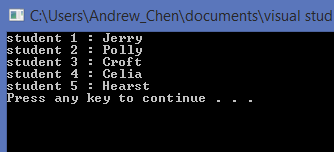 C:\Users\Andrew_Chen\documents\visual stud
student 1 : Jerry
student 2 : Polly
student 3 : Croft
student 4 : Celia
student 5 : Hearst
Press any key to continue . . .